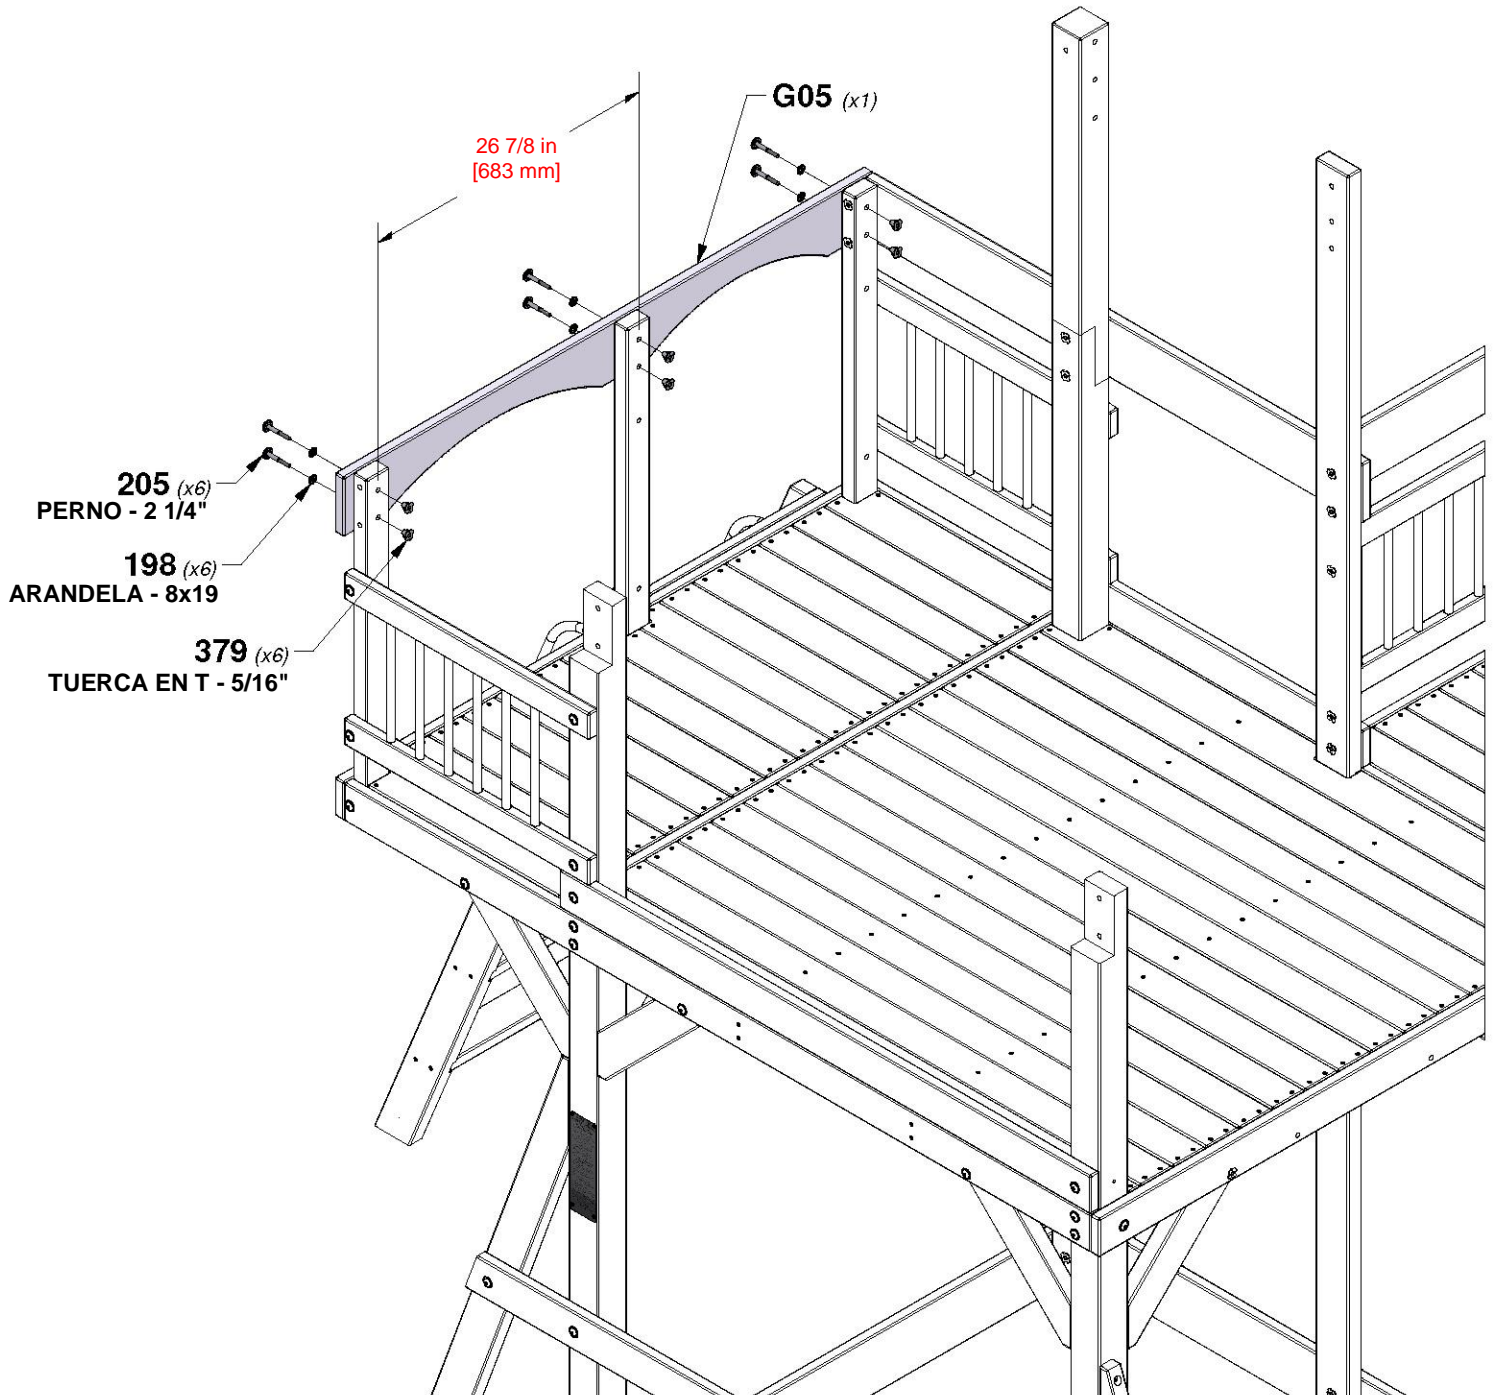 G05 (x1)
26 7/8 in
[683 mm]
205 (x6)
PERNO - 2 1/4"
198 (x6)
ARANDELA - 8x19
379 (x6)
TUERCA EN T - 5/16"